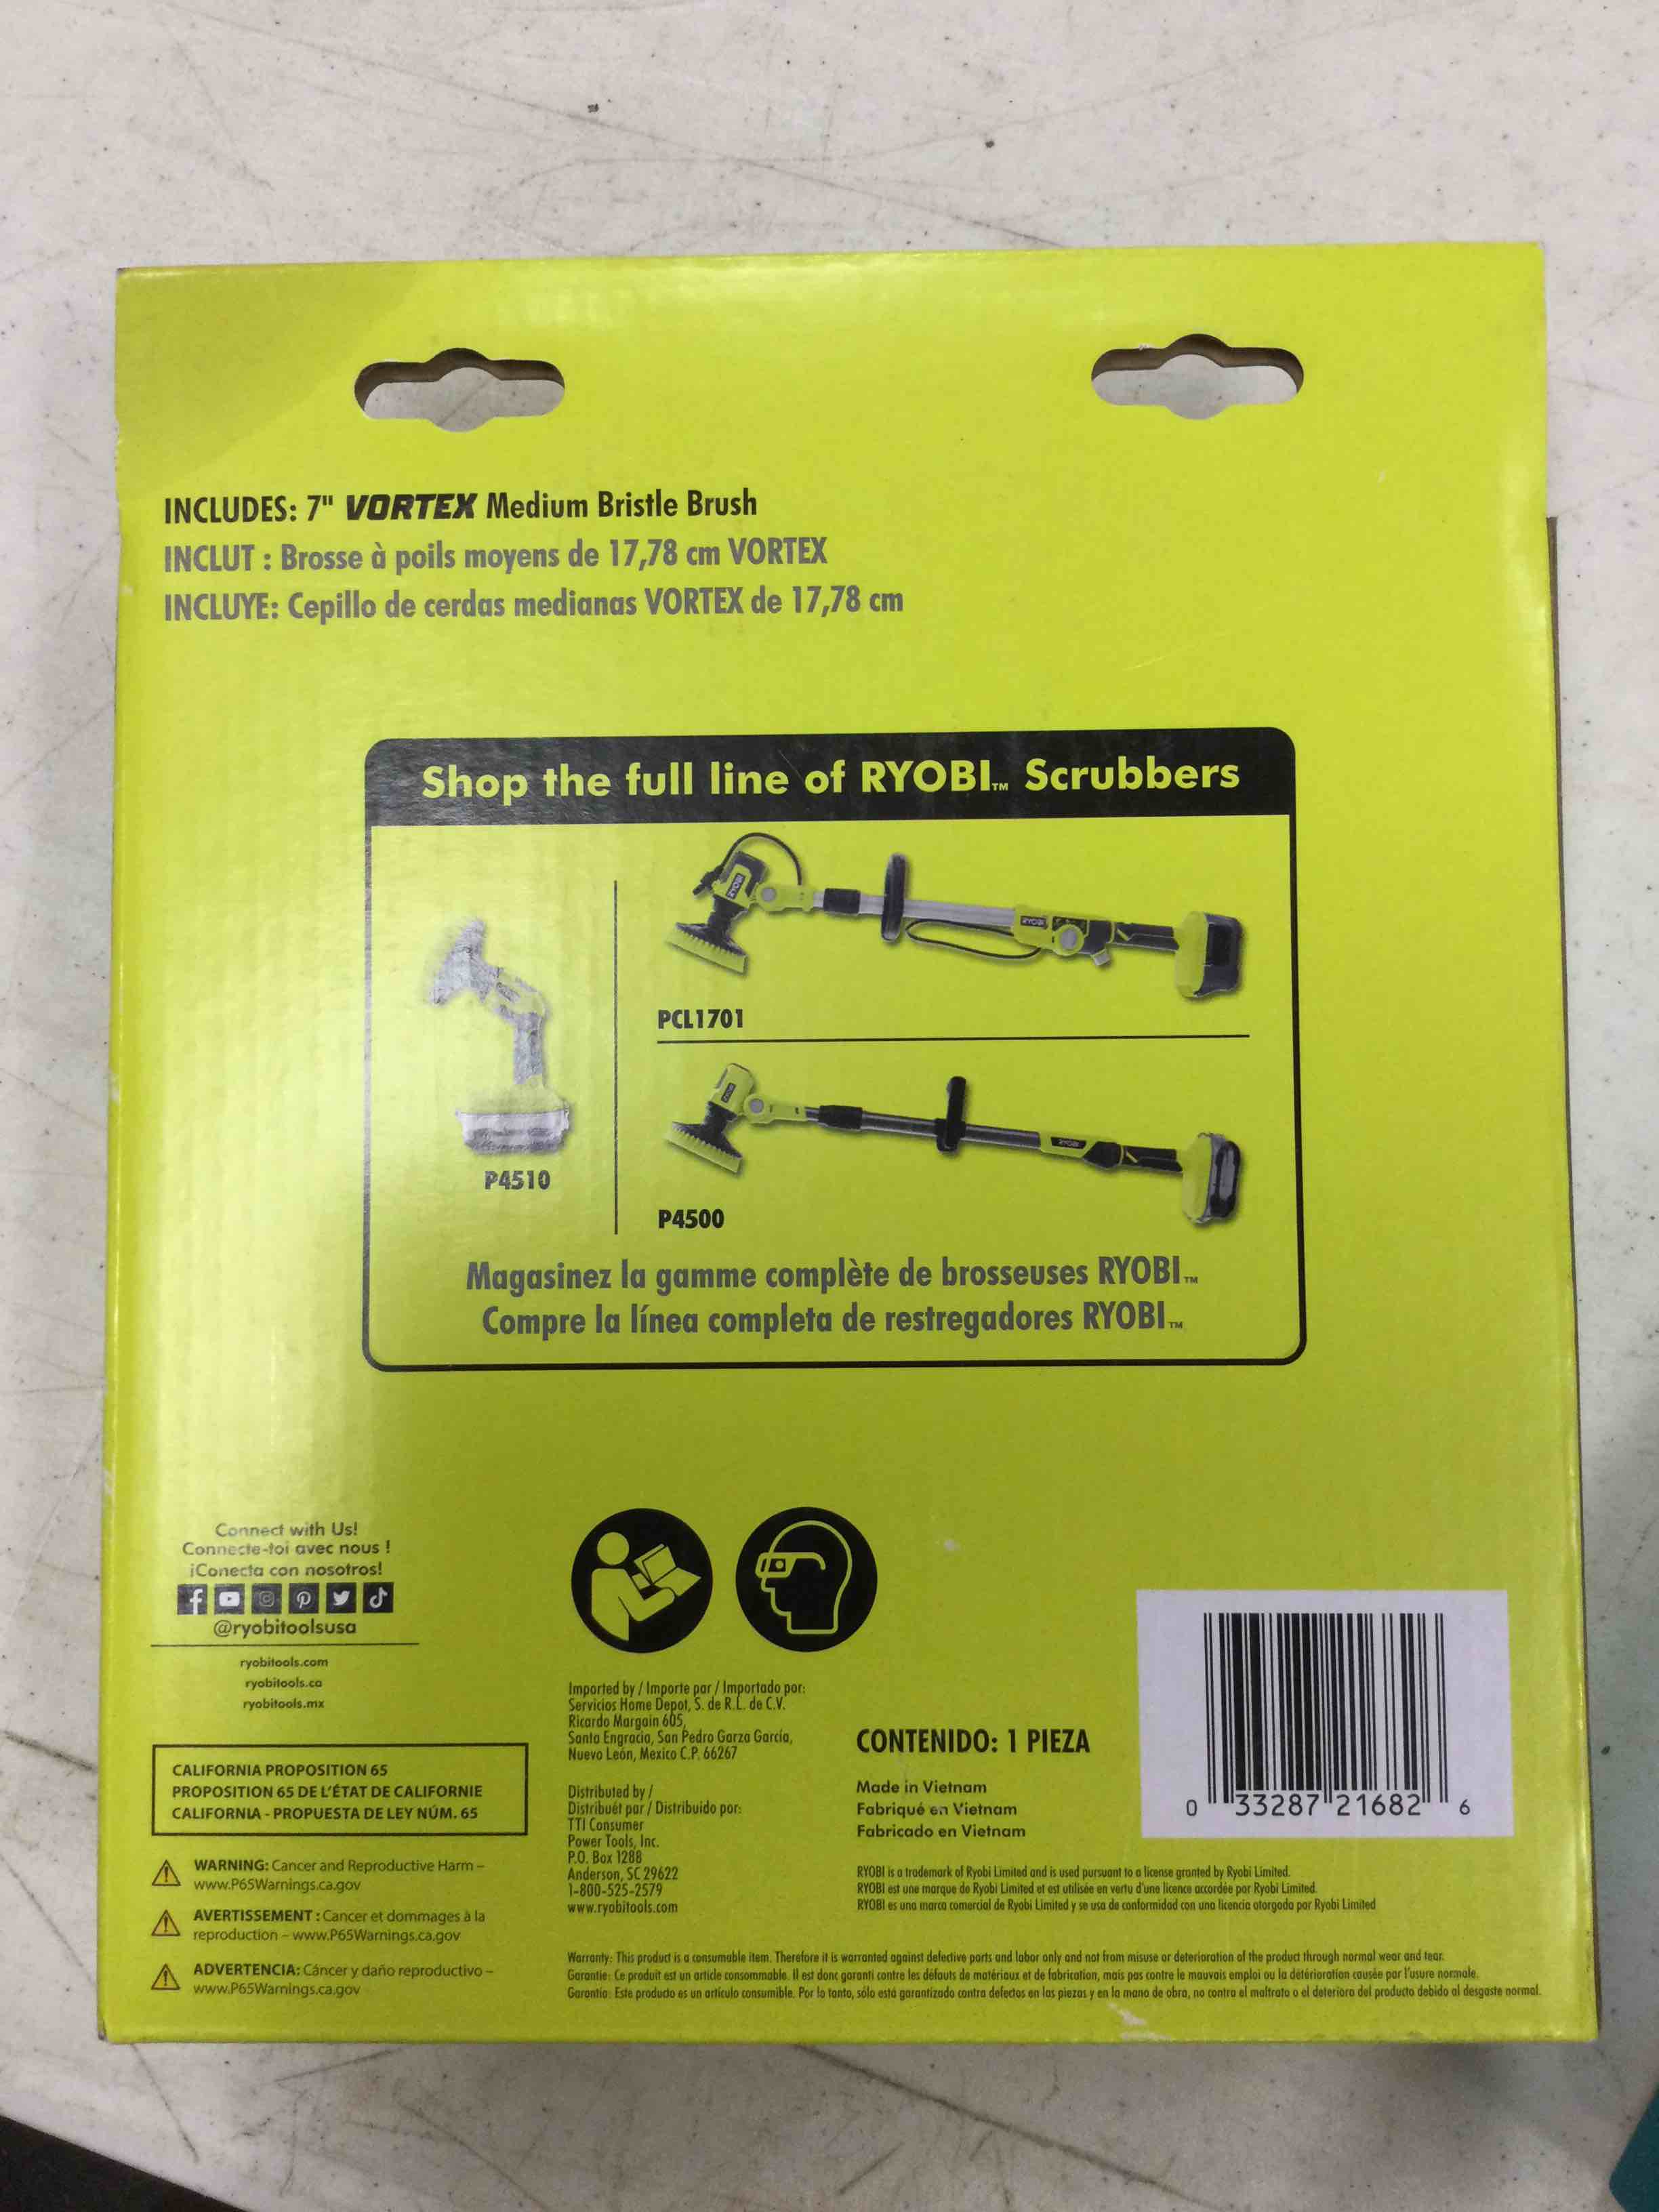 INCLUDES: 7" VORTEX Medium Bristle Brush
INCLUT : Brosse à poils moyens de 17,78 cm VORTEX
INCLUYE: Cepillo de cerdas medianas VORTEX de 17,78 cm
Shop the full line of RYOBI™ Scrubbers
RYOBI
RYOBI
PCL1701
RYOBI
P4510
P4500
Magasinez la gamme complète de brosseuses RYOBI™
Compre la línea completa de restregadores RYOBI™
Connect with Us!
Connecte-toi avec nous !
¡Conecta con nosotros!
@ryobitoolsusa
ryobitools.com
ryobitools.ca
ryobitools.mx
CALIFORNIA PROPOSITION 65
PROPOSITION 65 DE L'ÉTAT DE CALIFORNIE
CALIFORNIA - PROPUESTA DE LEY NÚM. 65
WARNING: Cancer and Reproductive Harm –
www.P65Warnings.ca.gov
AVERTISSEMENT : Cancer et dommages à la
reproduction – www.P65Warnings.ca.gov
ADVERTENCIA: Cáncer y daño reproductivo –
www.P65Warnings.ca.gov
Imported by / Importe par / Importado por:
Servicios Home Depot, S. de R.L. de C.V.
Ricardo Margain 605,
Santa Engracia, San Pedro Garza García,
Nuevo León, Mexico C.P. 66267
Distributed by /
Distribuét par / Distribuido por:
TTI Consumer
Power Tools, Inc.
P.O. Box 1288
Anderson, SC 29622
1-800-525-2579
www.ryobitools.com
CONTENIDO: 1 PIEZA
Made in Vietnam
Fabriqué en Vietnam
Fabricado en Vietnam
0 33287 21682 6
RYOBI is a trademark of Ryobi Limited and is used pursuant to a license granted by Ryobi Limited.
RYOBI est une marque de Ryobi Limited et est utilisée en vertu d'une licence accordée par Ryobi Limited.
RYOBI es una marca comercial de Ryobi Limited y se usa de conformidad con una licencia otorgada por Ryobi Limited
Warranty: This product is a consumable item. Therefore it is warranted against defective parts and labor only and not from misuse or deterioration of the product through normal wear and tear.
Garantie: Ce produit est un article consommable. Il est donc garanti contre les défauts de matériaux et de fabrication, mais pas contre le mauvais emploi ou la détérioration causée par l'usure normale.
Garantía: Este producto es un artículo consumible. Por lo tanto, sólo está garantizado contra defectos en las piezas y en la mano de obra, no contra el maltrato o el deterioro del producto debido al desgaste normal.